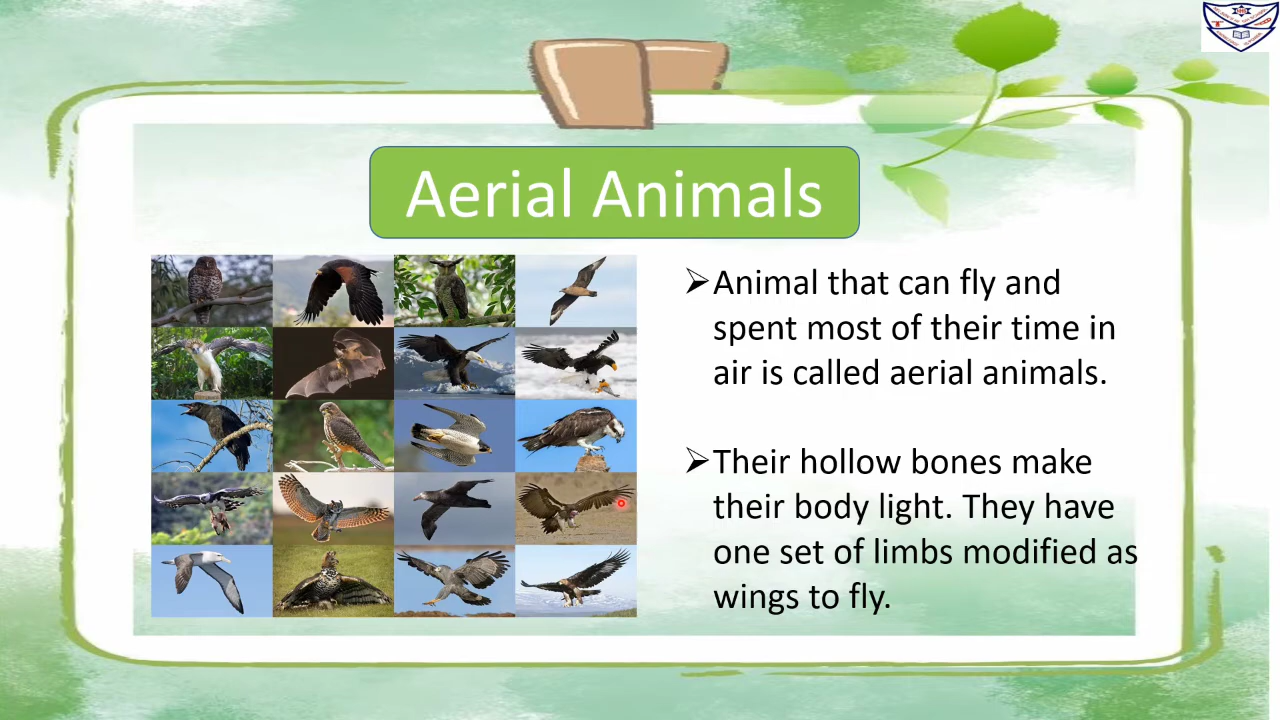 Aerial Animals
➢Animal that can fly and
spent most of their time in
air is called aerial animals.
➢Their hollow bones make
their body light. They have
one set of limbs modified as
wings to fly.